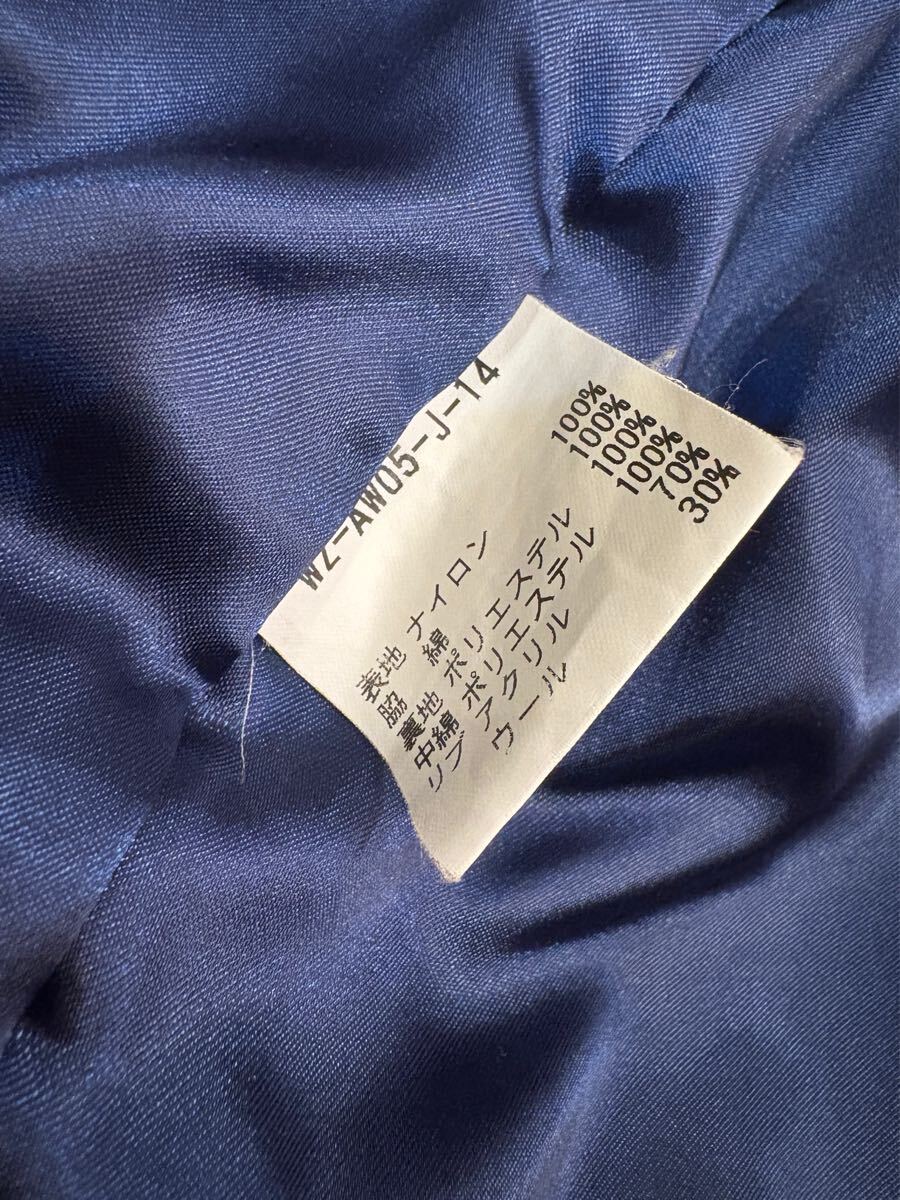 WZ-AW05-J-14
表地 ナイロン 100%
脇 綿 100%
裏地 ポリエステル 100%
中綿 ポリエステル 100%
リブ アクリル 70%
ウール 30%